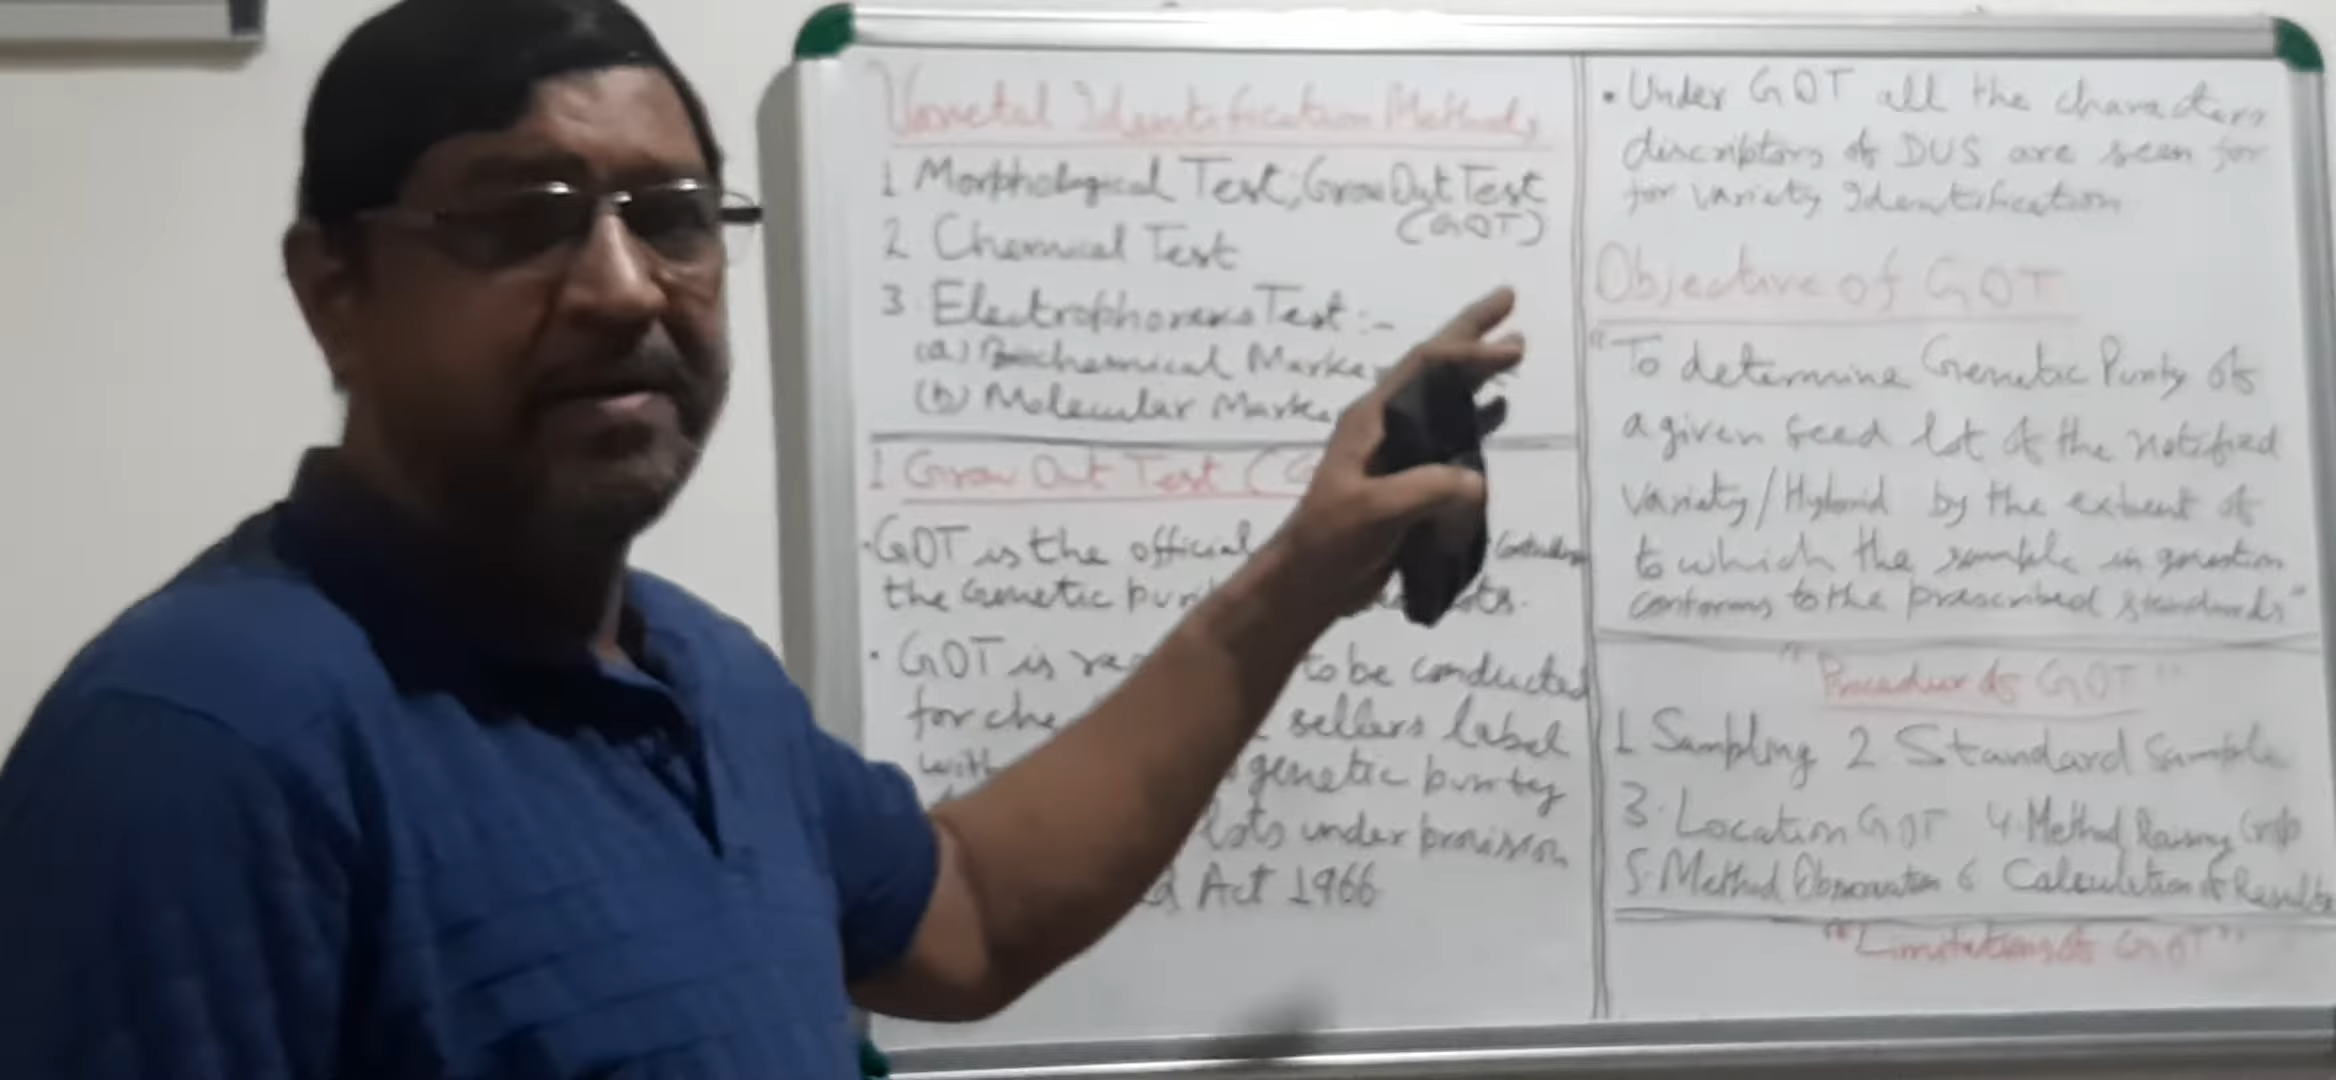 Varietal Identification Methods
1 Morphological Test; Grow Out Test
(GOT)
2 Chemical Test
3. Electrophoresis Test :-
(a) Biochemical
(b) Molecular
1 Grow Out Test
• GOT is the official
the Genetic
• GOT is to be conducted
for sellers label
genetic purity
lots under provision
Act 1966
• Under GOT all the characters
discriptors of DUS are seen for
for variety Identification
Objective of GOT
"To determine Genetic Purity of
a given seed lot of the notified
Variety/Hybrid by the extent of
to which the sample in question
conforms to the prescribed standards"
"Procedure of GOT"
1 Sampling 2 Standard Sample
3. Location GOT 4. Method Raising Crop
5. Method Observation 6 Calculation of Results
"Limitations of GOT"